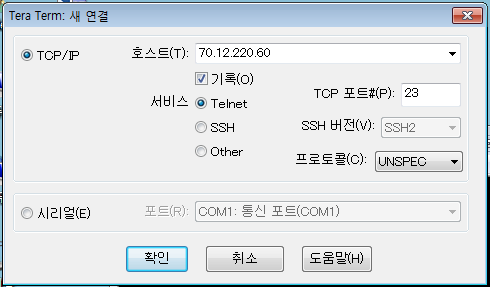 Tera Term: 새 연결
TCP/IP 호스트(T): 70.12.220.60
기록(O)
서비스 Telnet TCP 포트#(P): 23
SSH SSH 버전(V): SSH2
Other 프로토콜(C): UNSPEC
시리얼(E) 포트(R): COM1: 통신 포트(COM1)
확인 취소 도움말(H)